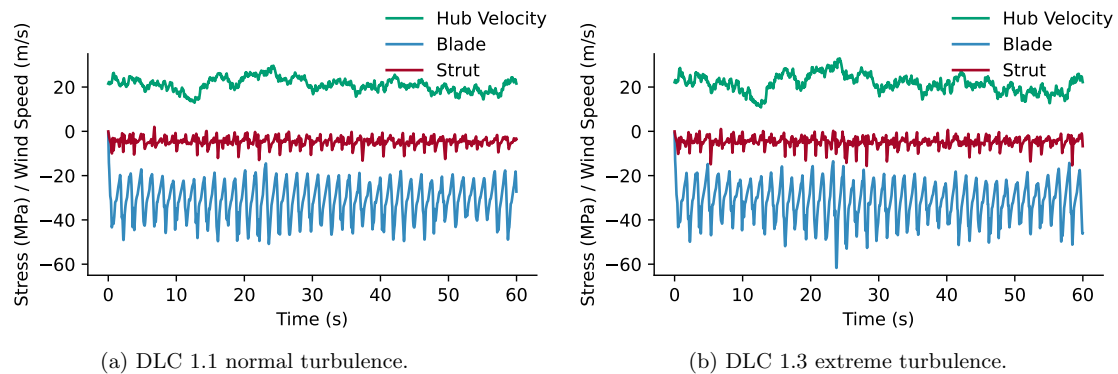 Hub Velocity
Blade
Strut
Stress (MPa) / Wind Speed (m/s)
20
0
−20
−40
−60
0 10 20 30 40 50 60
Time (s)
(a) DLC 1.1 normal turbulence.
Hub Velocity
Blade
Strut
Stress (MPa) / Wind Speed (m/s)
20
0
−20
−40
−60
0 10 20 30 40 50 60
Time (s)
(b) DLC 1.3 extreme turbulence.